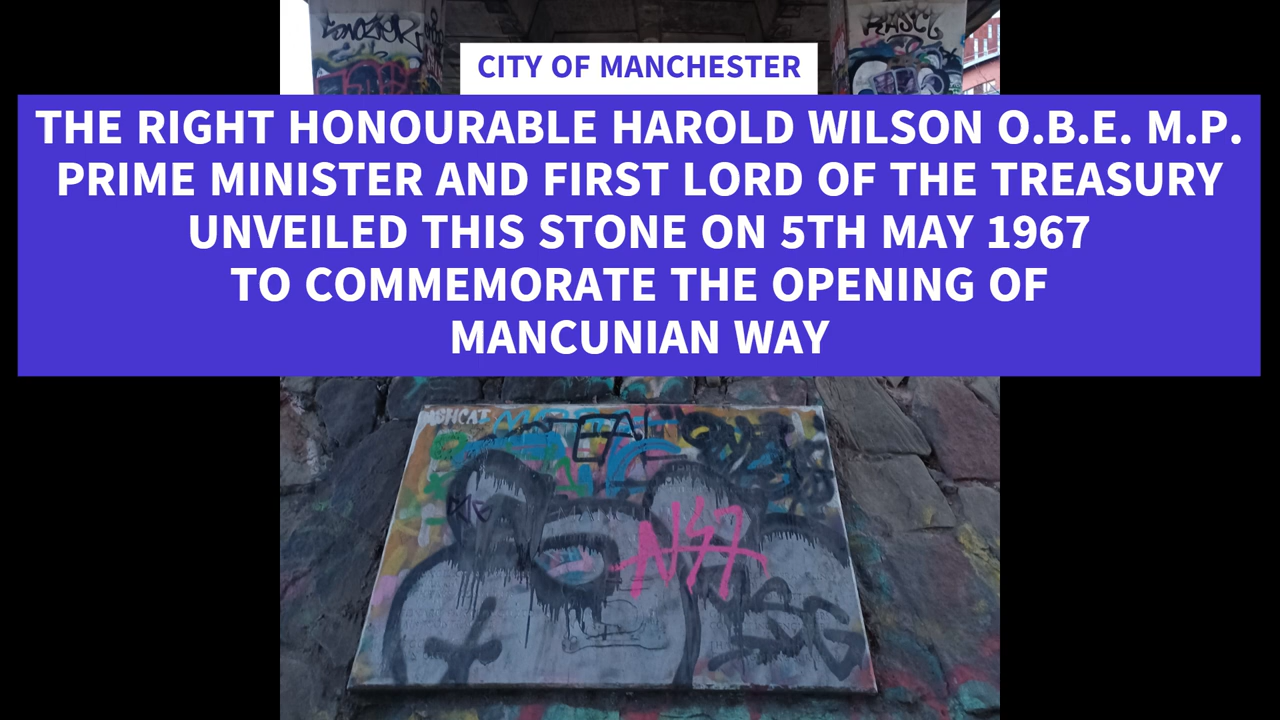 CITY OF MANCHESTER
THE RIGHT HONOURABLE HAROLD WILSON O.B.E. M.P.
PRIME MINISTER AND FIRST LORD OF THE TREASURY
UNVEILED THIS STONE ON 5TH MAY 1967
TO COMMEMORATE THE OPENING OF
MANCUNIAN WAY